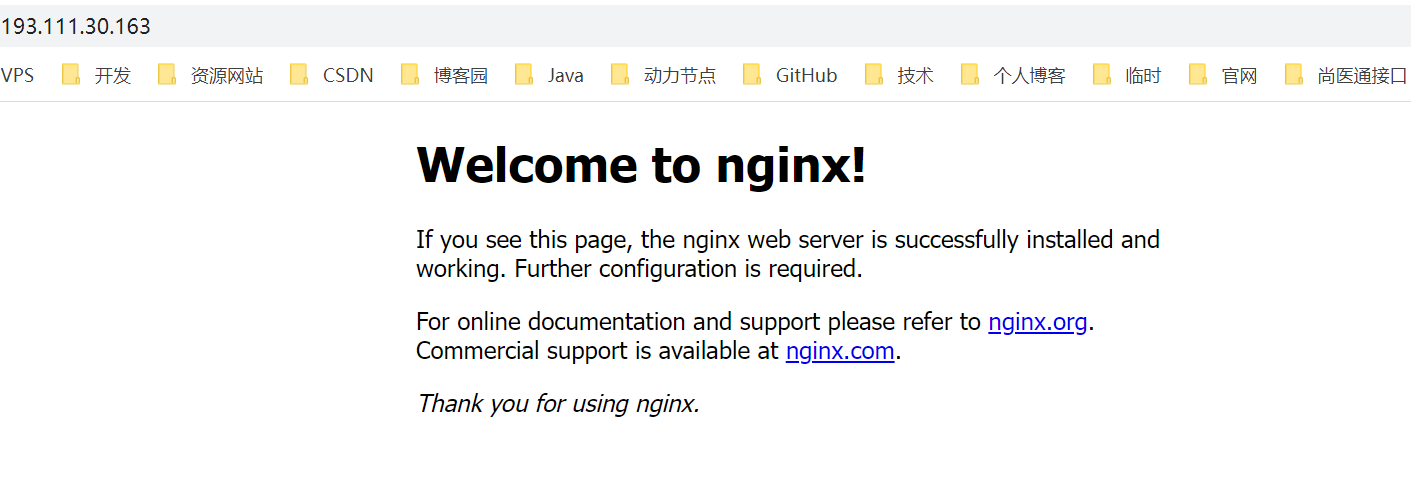 193.111.30.163
VPS 开发 资源网站 CSDN 博客园 Java 动力节点 GitHub 技术 个人博客 临时 官网 尚医通接口
Welcome to nginx!
If you see this page, the nginx web server is successfully installed and
working. Further configuration is required.
For online documentation and support please refer to nginx.org.
Commercial support is available at nginx.com.
Thank you for using nginx.